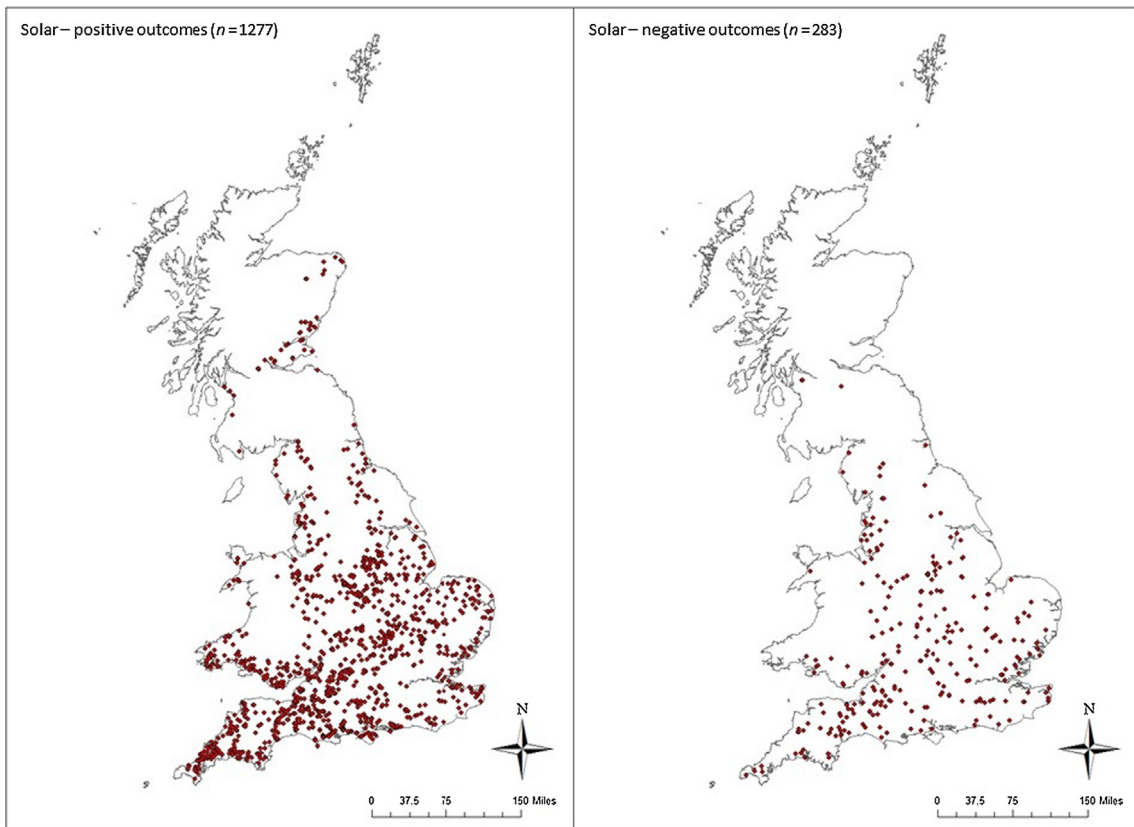 Solar – positive outcomes (n=1277)
Solar – negative outcomes (n=283)
N
N
0 37.5 75 150 Miles
0 37.5 75 150 Miles